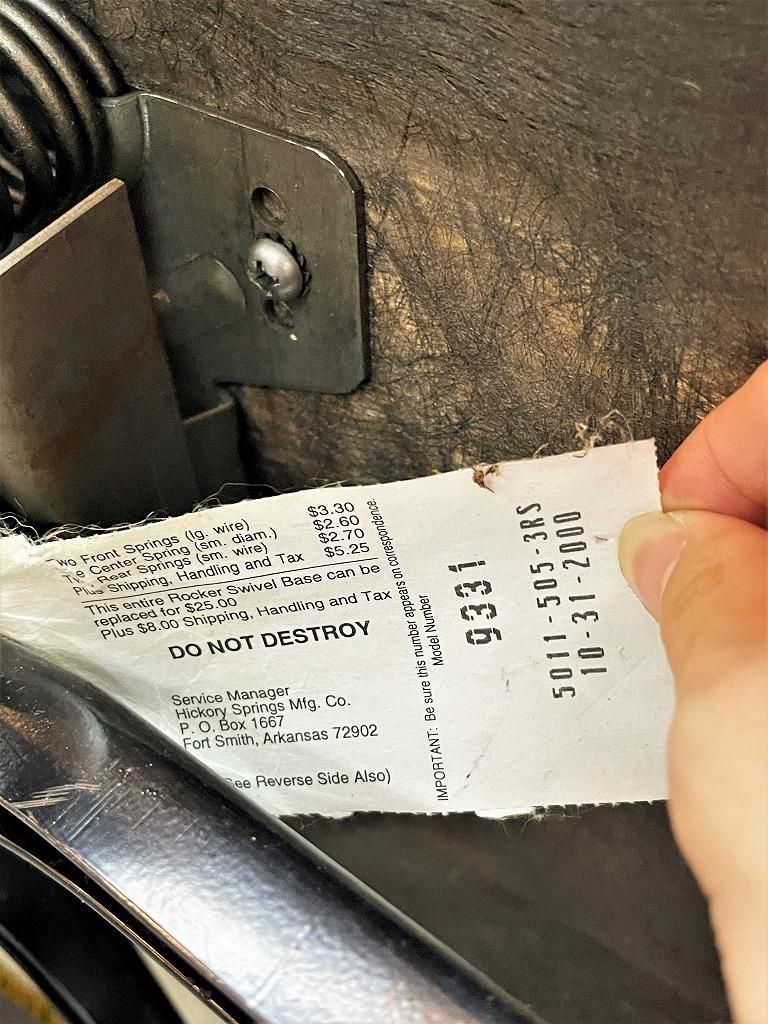 Two Front Springs (lg. wire) $3.30
Center Spring (sm. diam.) $2.60
Rear Springs (sm. wire) $2.70
Plus Shipping, Handling and Tax $5.25
This entire Rocker Swivel Base can be
replaced for $25.00
Plus $8.00 Shipping, Handling and Tax
DO NOT DESTROY
Service Manager
Hickory Springs Mfg. Co.
P. O. Box 1667
Fort Smith, Arkansas 72902
See Reverse Side Also)
IMPORTANT: Be sure this number appears on correspondence.
Model Number
9331
5011-505-3RS
10-31-2000